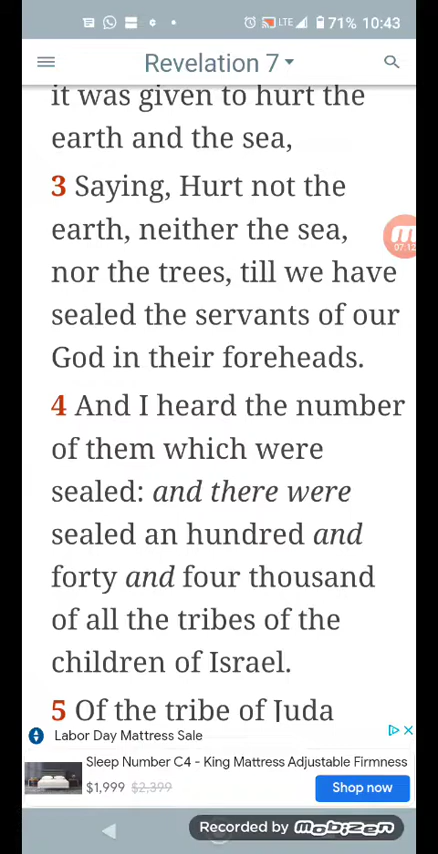 LTE 71% 10:43
Revelation 7
it was given to hurt the
earth and the sea,
3 Saying, Hurt not the
earth, neither the sea,
nor the trees, till we have
sealed the servants of our
God in their foreheads.
4 And I heard the number
of them which were
sealed: and there were
sealed an hundred and
forty and four thousand
of all the tribes of the
children of Israel.
5 Of the tribe of Juda
07:12
Labor Day Mattress Sale
Sleep Number C4 - King Mattress Adjustable Firmness
$1,999 $2,399
Shop now
Recorded by mobizen